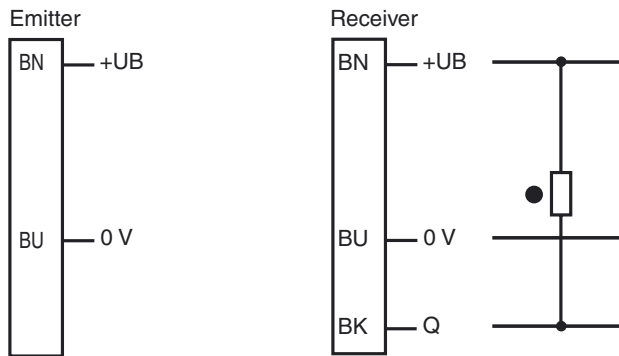 Emitter
BN +UB
BU 0 V
Receiver
BN +UB
BU 0 V
BK Q